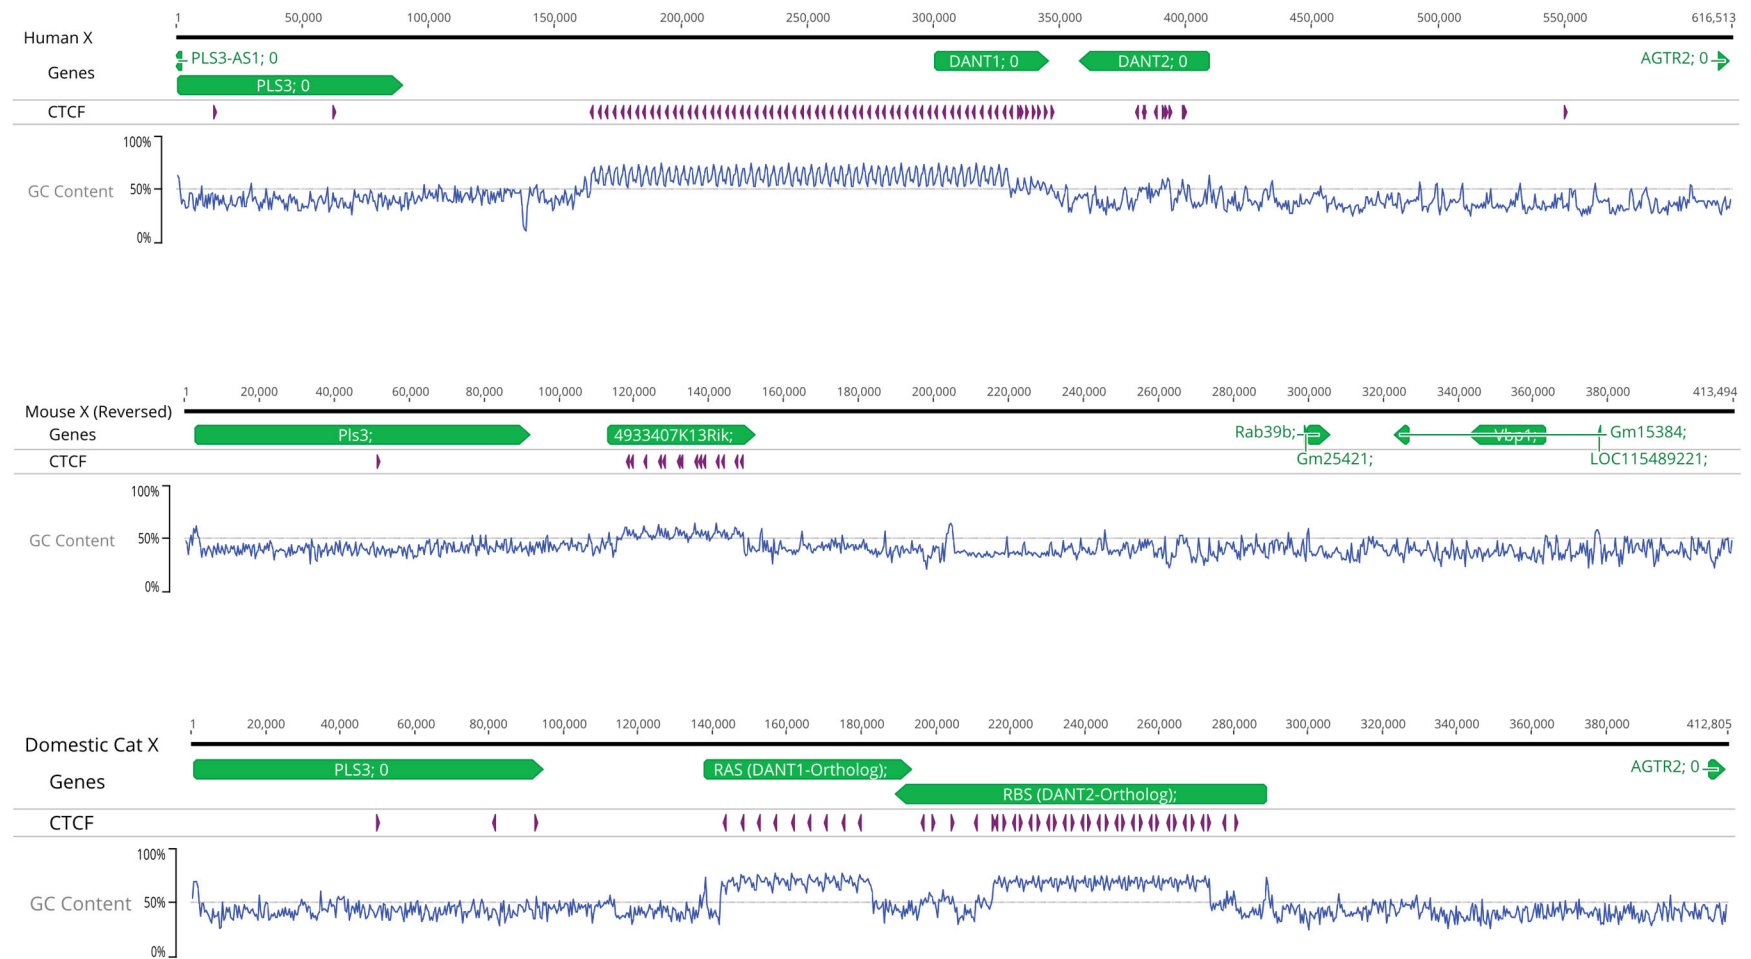 1 50,000 100,000 150,000 200,000 250,000 300,000 350,000 400,000 450,000 500,000 550,000 616,513
Human X
PLS3-AS1; 0 DANT1; 0 DANT2; 0 AGTR2; 0
Genes
PLS3; 0
CTCF
100%
GC Content 50%
0%
1 20,000 40,000 60,000 80,000 100,000 120,000 140,000 160,000 180,000 200,000 220,000 240,000 260,000 280,000 300,000 320,000 340,000 360,000 380,000 413,494
Mouse X (Reversed)
Genes Pls3; 4933407K13Rik; Rab39b; Vbp1; Gm15384;
CTCF Gm25421; LOC115489221;
100%
GC Content 50%
0%
1 20,000 40,000 60,000 80,000 100,000 120,000 140,000 160,000 180,000 200,000 220,000 240,000 260,000 280,000 300,000 320,000 340,000 360,000 380,000 412,805
Domestic Cat X
PLS3; 0 RAS (DANT1-Ortholog); AGTR2; 0
Genes
RBS (DANT2-Ortholog);
CTCF
100%
GC Content 50%
0%